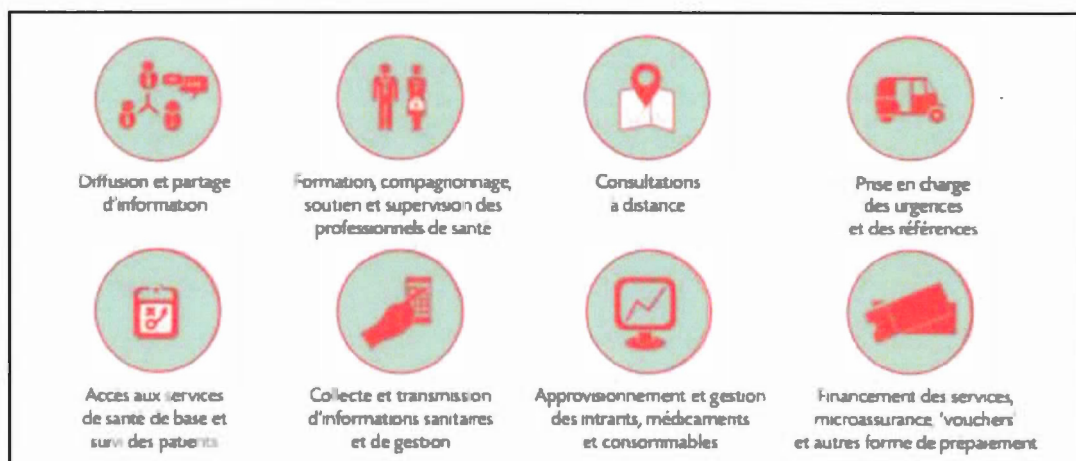 Diffusion et partage
d'information
Formation, compagnonnage,
soutien et supervision des
professionnels de santé
Consultations
à distance
Prise en charge
des urgences
et des références
Accès aux services
de santé de base et
suivi des patients
Collecte et transmission
d'informations sanitaires
et de gestion
Approvisionnement et gestion
des intrants, médicaments
et consommables
Financement des services,
microassurance, 'vouchers'
et autres forme de prépaiement